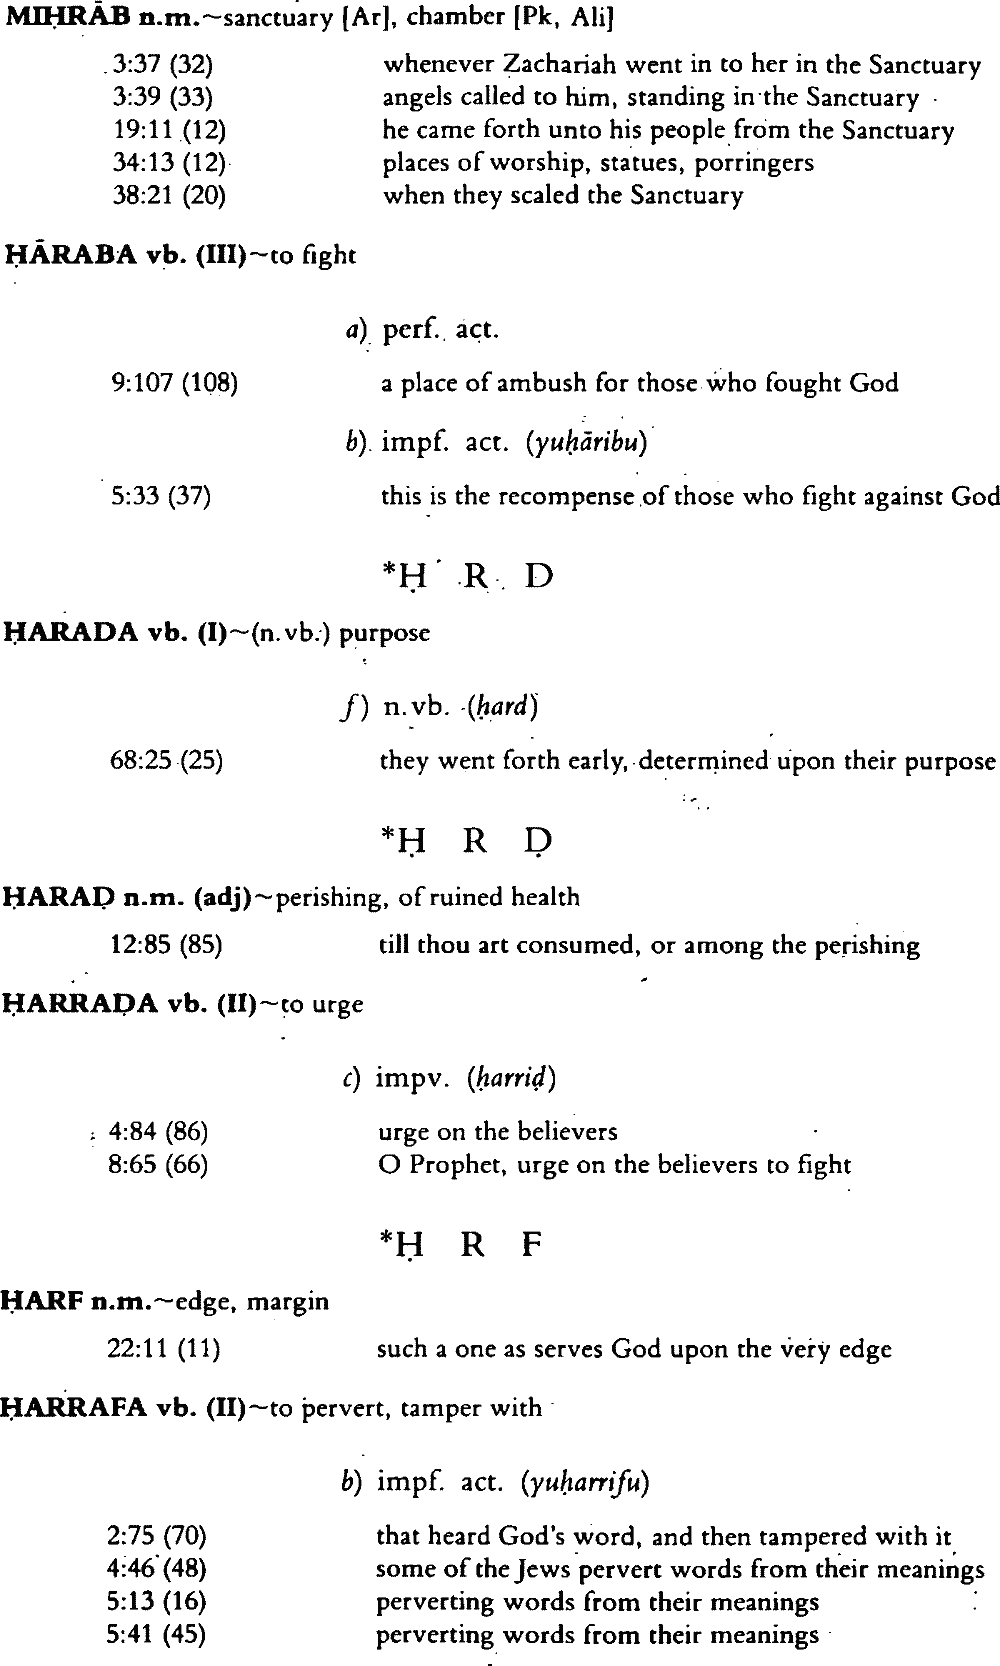 MIḤRĀB n.m.~sanctuary [Ar], chamber [Pk, Ali]
3:37 (32) whenever Zachariah went in to her in the Sanctuary
3:39 (33) angels called to him, standing in the Sanctuary
19:11 (12) he came forth unto his people from the Sanctuary
34:13 (12) places of worship, statues, porringers
38:21 (20) when they scaled the Sanctuary
ḤĀRABA vb. (III)~to fight
a) perf. act.
9:107 (108) a place of ambush for those who fought God
b) impf. act. (yuḥāribu)
5:33 (37) this is the recompense of those who fight against God
*Ḥ R D
ḤARADA vb. (I)~(n.vb.) purpose
f) n.vb. (ḥard)
68:25 (25) they went forth early, determined upon their purpose
*Ḥ R Ḍ
ḤARAḌ n.m. (adj)~perishing, of ruined health
12:85 (85) till thou art consumed, or among the perishing
ḤARRAḌA vb. (II)~to urge
c) impv. (ḥarriḍ)
4:84 (86) urge on the believers
8:65 (66) O Prophet, urge on the believers to fight
*Ḥ R F
ḤARF n.m.~edge, margin
22:11 (11) such a one as serves God upon the very edge
ḤARRAFA vb. (II)~to pervert, tamper with
b) impf. act. (yuḥarrifu)
2:75 (70) that heard God's word, and then tampered with it
4:46 (48) some of the Jews pervert words from their meanings
5:13 (16) perverting words from their meanings
5:41 (45) perverting words from their meanings